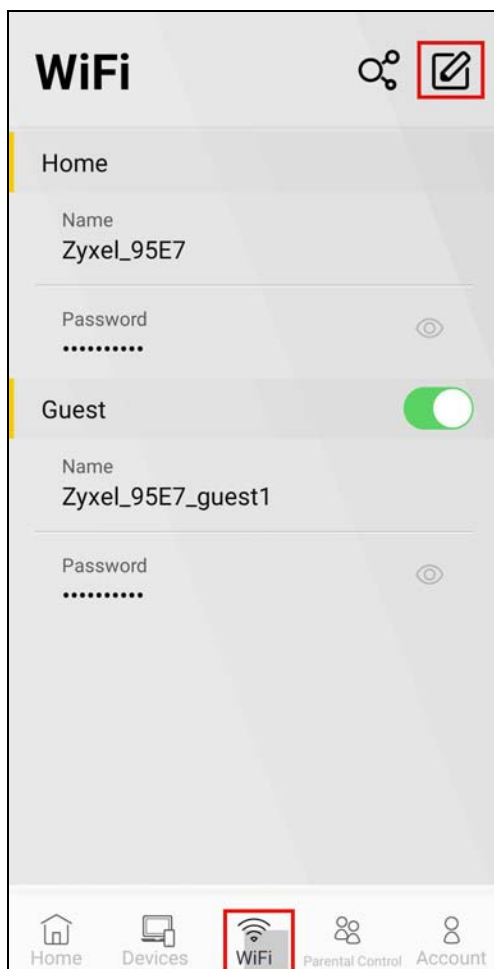 WiFi
Home
Name
Zyxel_95E7
Password
••••••••••
Guest
Name
Zyxel_95E7_guest1
Password
••••••••••
Home Devices WiFi Parental Control Account